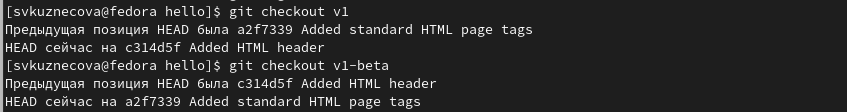 [svkuznecova@fedora hello]$ git checkout v1
Предыдущая позиция HEAD была a2f7339 Added standard HTML page tags
HEAD сейчас на c314d5f Added HTML header
[svkuznecova@fedora hello]$ git checkout v1-beta
Предыдущая позиция HEAD была c314d5f Added HTML header
HEAD сейчас на a2f7339 Added standard HTML page tags